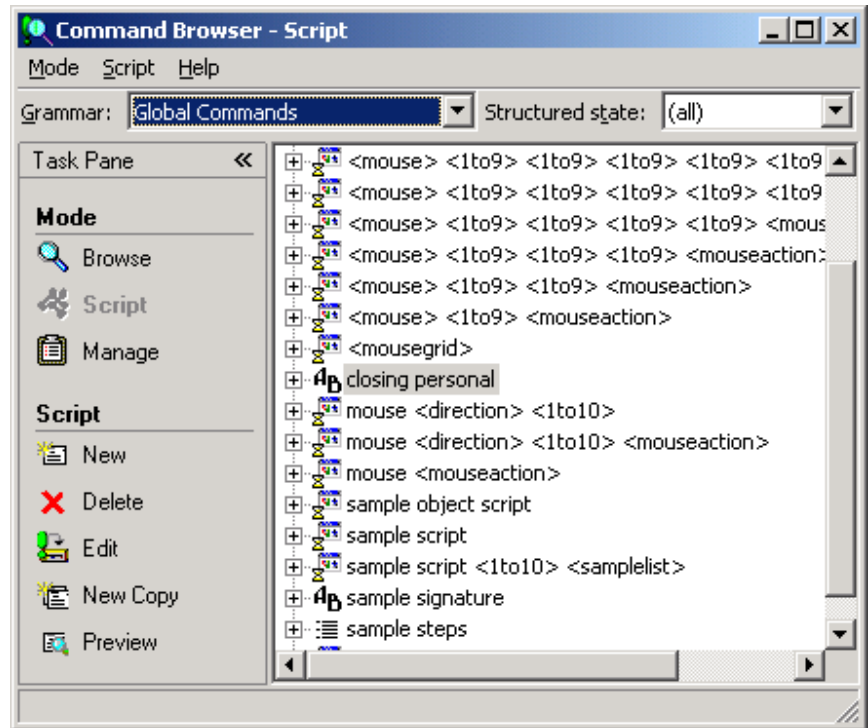 Command Browser - Script
Mode Script Help
Grammar: Global Commands Structured state: (all)
Task Pane «
Mode
Browse
Script
Manage
Script
New
Delete
Edit
New Copy
Preview
<mouse> <1to9> <1to9> <1to9> <1to9> <1to9
<mouse> <1to9> <1to9> <1to9> <1to9> <1to9
<mouse> <1to9> <1to9> <1to9> <1to9> <mous
<mouse> <1to9> <1to9> <1to9> <mouseaction>
<mouse> <1to9> <1to9> <mouseaction>
<mouse> <1to9> <mouseaction>
<mousegrid>
closing personal
mouse <direction> <1to10>
mouse <direction> <1to10> <mouseaction>
mouse <mouseaction>
sample object script
sample script
sample script <1to10> <samplelist>
sample signature
sample steps